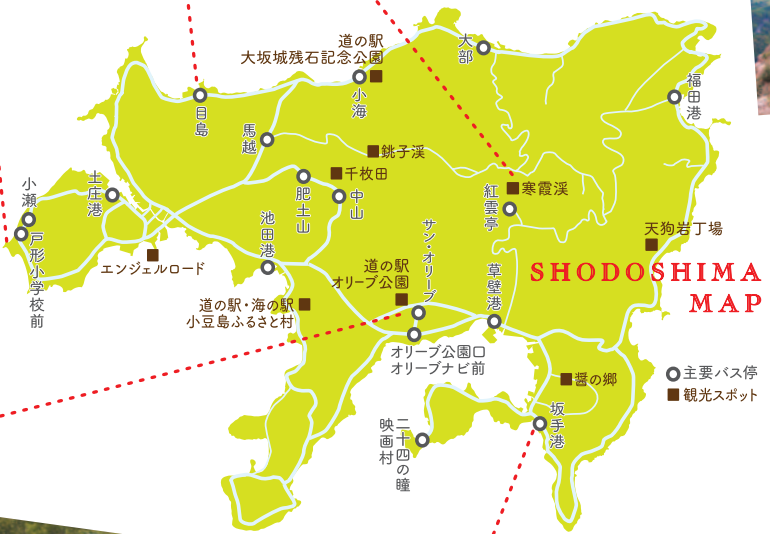 道の駅
大坂城残石記念公園
大部
小海
目島
福田港
馬越
銚子渓
千枚田
肥土山
中山
寒霞渓
紅雲亭
小瀬
土庄港
戸形小学校前
エンジェルロード
池田港
サン・オリーブ
天狗岩丁場
道の駅
オリーブ公園
草壁港
SHODOSHIMA
MAP
道の駅・海の駅
小豆島ふるさと村
オリーブ公園口
オリーブナビ前
醤の郷
主要バス停
観光スポット
坂手港
二十四の瞳
映画村